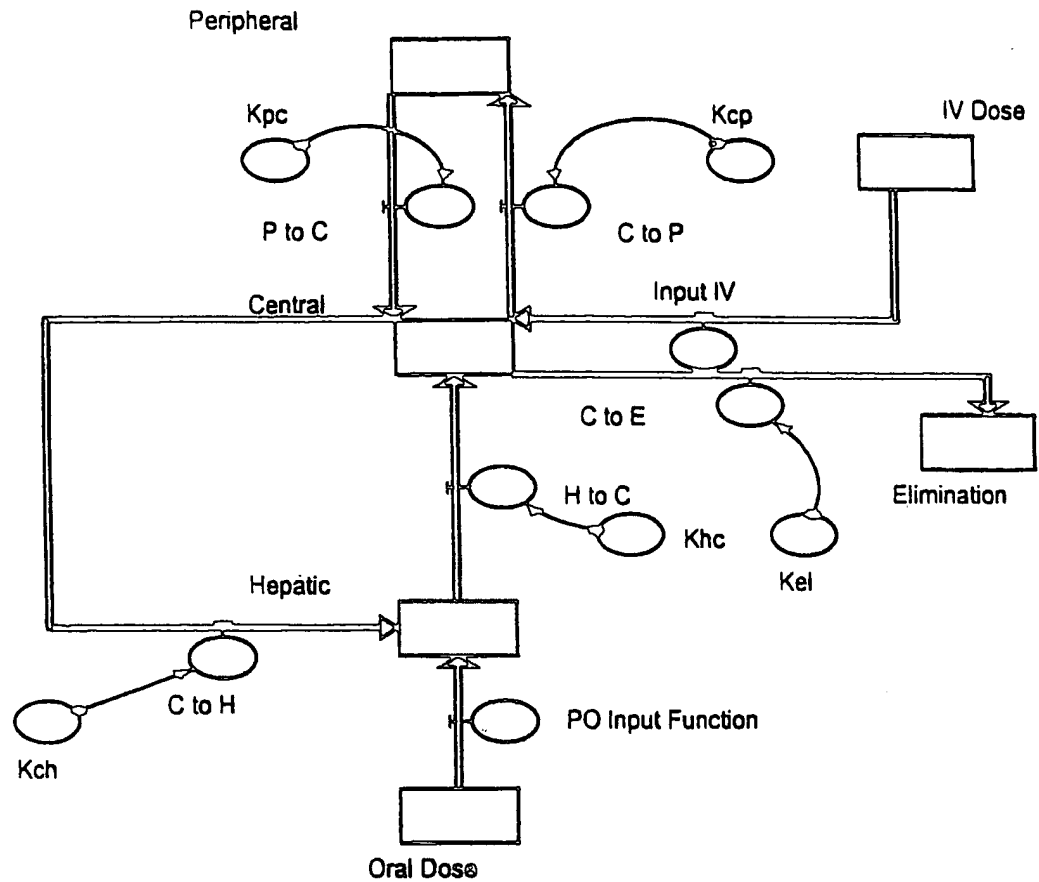 Peripheral
Kpc
Kcp
IV Dose
P to C
C to P
Central
Input IV
C to E
Elimination
H to C
Khc
Kel
Hepatic
C to H
Kch
PO Input Function
Oral Dose